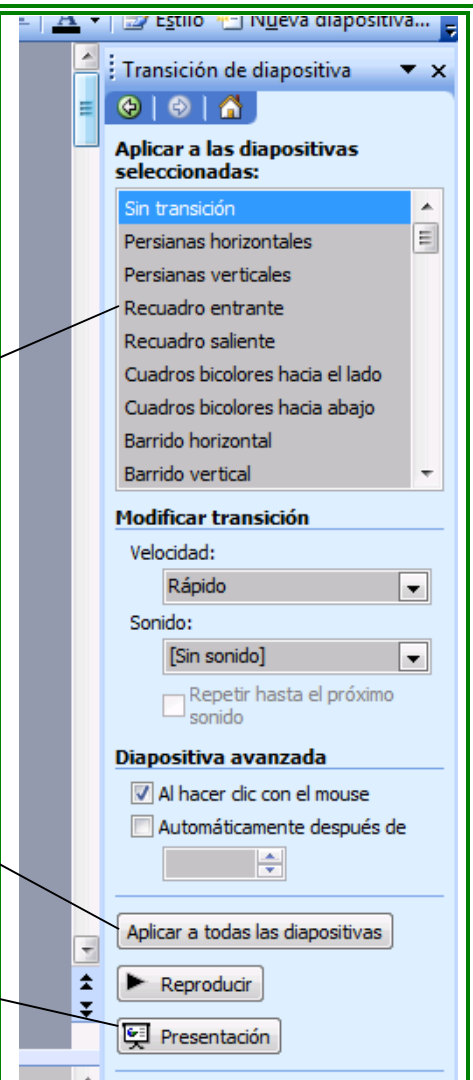 A Estilo Nueva diapositiva...
Transición de diapositiva
Aplicar a las diapositivas
seleccionadas:
Sin transición
Persianas horizontales
Persianas verticales
Recuadro entrante
Recuadro saliente
Cuadros bicolores hacia el lado
Cuadros bicolores hacia abajo
Barrido horizontal
Barrido vertical
Modificar transición
Velocidad:
Rápido
Sonido:
[Sin sonido]
Repetir hasta el próximo
sonido
Diapositiva avanzada
Al hacer clic con el mouse
Automáticamente después de
Aplicar a todas las diapositivas
Reproducir
Presentación